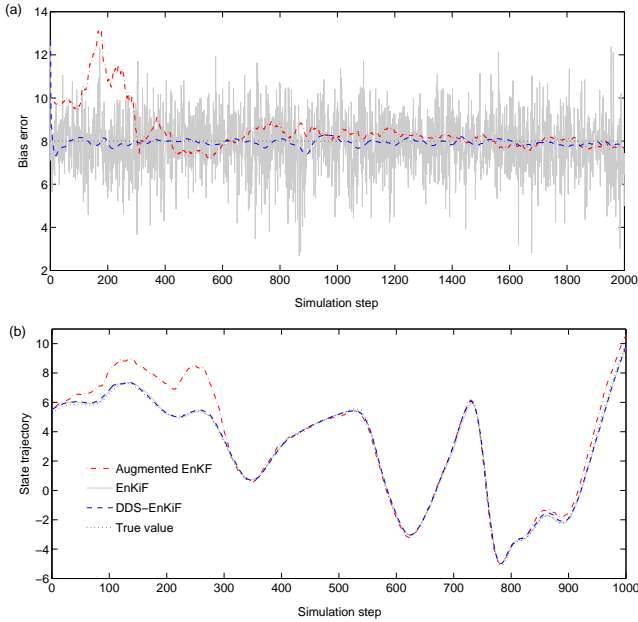 (a)
14
12
10
8
6
4
2
Bias error
0 200 400 600 800 1000 1200 1400 1600 1800 2000
Simulation step
(b)
10
8
6
4
2
0
−2
−4
−6
State trajectory
Augmented EnKF
EnKiF
DDS−EnKiF
True value
0 100 200 300 400 500 600 700 800 900 1000
Simulation step